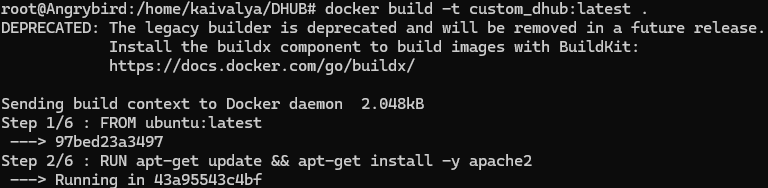 root@Angrybird:/home/kaivalya/DHUB# docker build -t custom_dhub:latest .
DEPRECATED: The legacy builder is deprecated and will be removed in a future release.
            Install the buildx component to build images with BuildKit:
            https://docs.docker.com/go/buildx/

Sending build context to Docker daemon  2.048kB
Step 1/6 : FROM ubuntu:latest
 ---> 97bed23a3497
Step 2/6 : RUN apt-get update && apt-get install -y apache2
 ---> Running in 43a95543c4bf